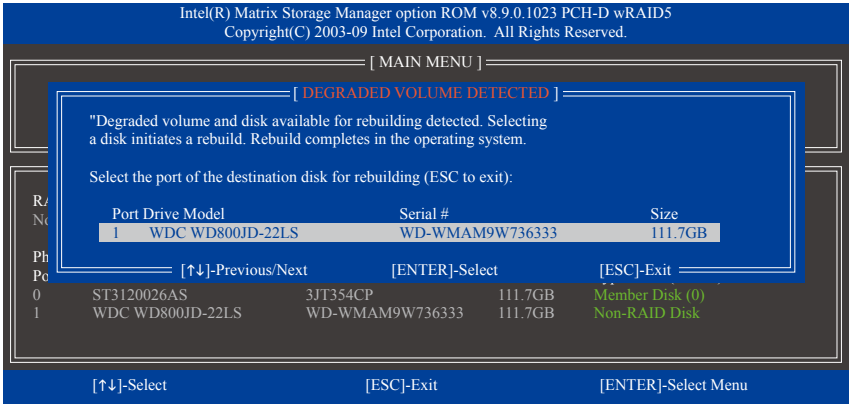 Intel(R) Matrix Storage Manager option ROM v8.9.0.1023 PCH-D wRAID5
Copyright(C) 2003-09 Intel Corporation.  All Rights Reserved.
[ MAIN MENU ]
[ DEGRADED VOLUME DETECTED ]
"Degraded volume and disk available for rebuilding detected. Selecting
a disk initiates a rebuild. Rebuild completes in the operating system.
Select the port of the destination disk for rebuilding (ESC to exit):
Port Drive Model Serial # Size
1 WDC WD800JD-22LS WD-WMAM9W736333 111.7GB
[↑↓]-Previous/Next [ENTER]-Select [ESC]-Exit
0 ST3120026AS 3JT354CP 111.7GB Member Disk (0)
1 WDC WD800JD-22LS WD-WMAM9W736333 111.7GB Non-RAID Disk
[↑↓]-Select [ESC]-Exit [ENTER]-Select Menu